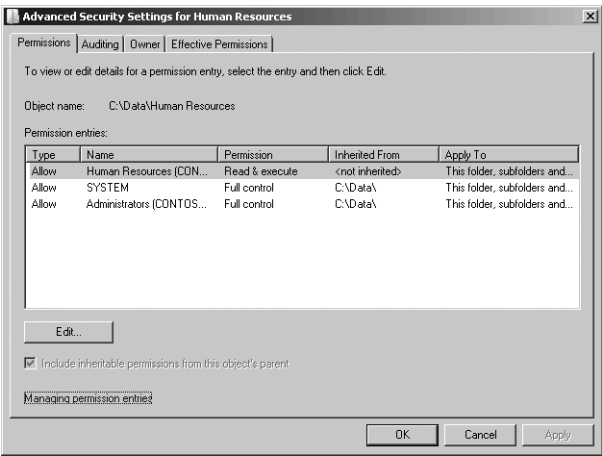 Advanced Security Settings for Human Resources
Permissions Auditing Owner Effective Permissions
To view or edit details for a permission entry, select the entry and then click Edit.
Object name: C:\Data\Human Resources
Permission entries:
Type Name Permission Inherited From Apply To
Allow Human Resources (CON... Read & execute <not inherited> This folder, subfolders and...
Allow SYSTEM Full control C:\Data\ This folder, subfolders and...
Allow Administrators (CONTOS... Full control C:\Data\ This folder, subfolders and...
Edit...
Include inheritable permissions from this object's parent
Managing permission entries
OK Cancel Apply